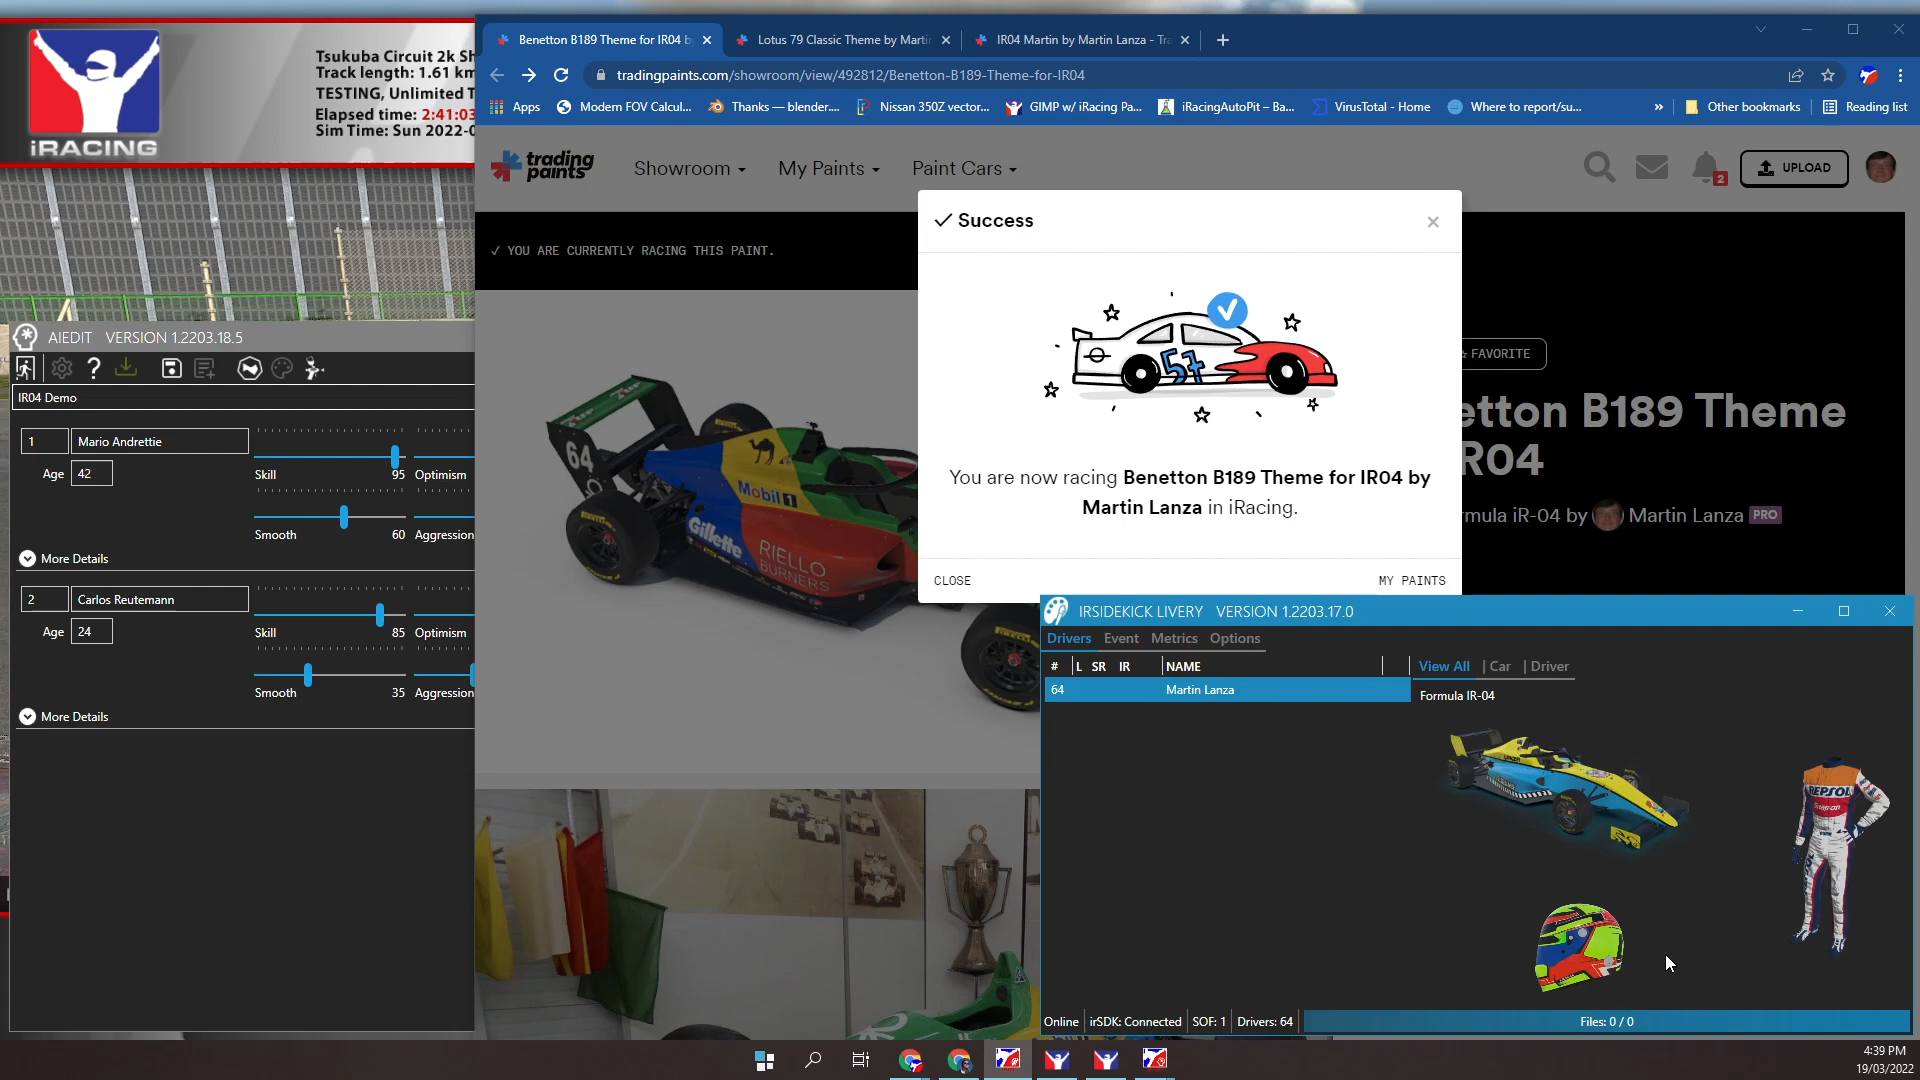 Tsukuba Circuit 2k Sh
Track length: 1.61 km
TESTING, Unlimited T
Elapsed time: 2:41:03
Sim Time: Sun 2022-0
iRACING
Benetton B189 Theme for IR04 b
Lotus 79 Classic Theme by Marti
IR04 Martin by Martin Lanza - Tra
tradingpaints.com/showroom/view/492812/Benetton-B189-Theme-for-IR04
Apps
Modern FOV Calcul...
Thanks — blender....
Nissan 350Z vector...
GIMP w/ iRacing Pa...
iRacingAutoPit – Ba...
VirusTotal - Home
Where to report/su...
»
Other bookmarks
Reading list
trading paints
Showroom
My Paints
Paint Cars
2
UPLOAD
✓ YOU ARE CURRENTLY RACING THIS PAINT.
Success
×
57
You are now racing Benetton B189 Theme for IR04 by
Martin Lanza in iRacing.
CLOSE
MY PAINTS
FAVORITE
etton B189 Theme
R04
rmula iR-04 by Martin Lanza PRO
64
7UP
Mobil 1
Gillette
RIELLO
BURNERS
PIRELLI
AIEDIT VERSION 1.2203.18.5
IR04 Demo
1
Mario Andrettie
Age 42
Skill 95 Optimism
Smooth 60 Aggression
More Details
2
Carlos Reutemann
Age 24
Skill 85 Optimism
Smooth 35 Aggression
More Details
IRSIDEKICK LIVERY VERSION 1.2203.17.0
Drivers Event Metrics Options
# L SR IR NAME
View All | Car | Driver
64 Martin Lanza
Formula IR-04
REPSOL
Online irSDK: Connected SOF: 1 Drivers: 64
Files: 0 / 0
4:39 PM
19/03/2022